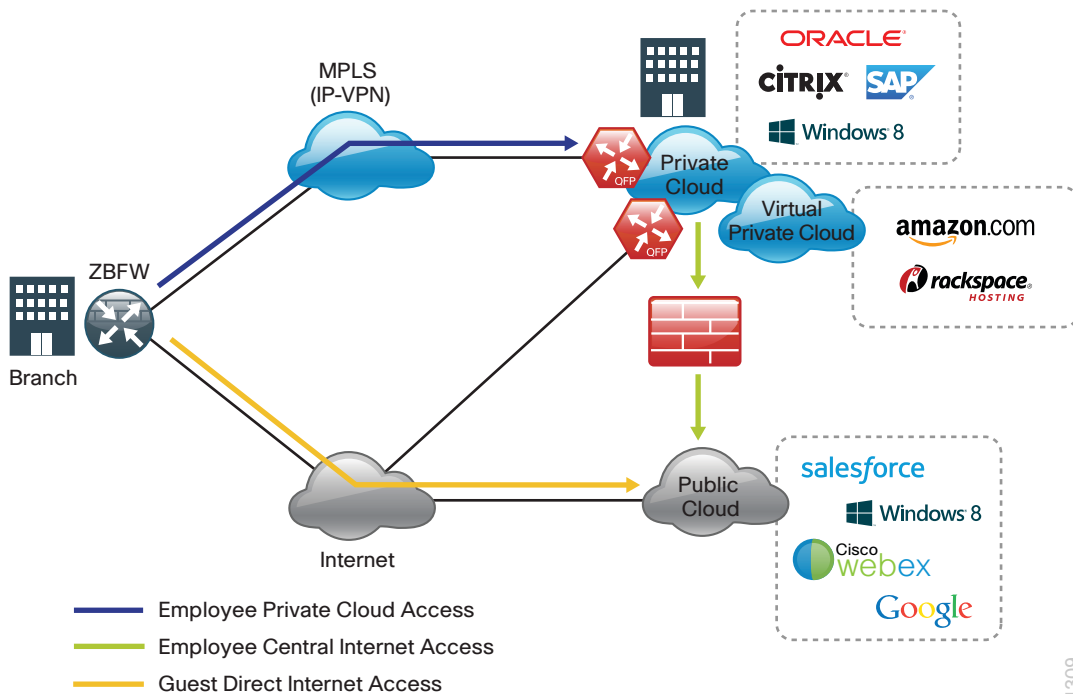 ORACLE®
CİTRIX®
SAP®
Windows 8
MPLS
(IP-VPN)
QFP
Private
Cloud
Virtual
Private Cloud
QFP
amazon.com
rackspace®
HOSTING
ZBFW
Branch
Internet
Public
Cloud
salesforce
Windows 8
Cisco
webex
Google
Employee Private Cloud Access
Employee Central Internet Access
Guest Direct Internet Access